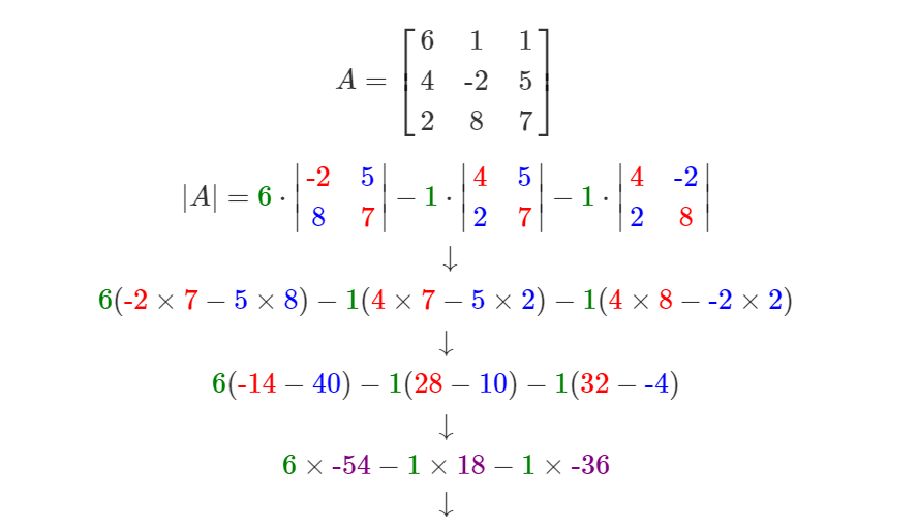 A = [6 1 1
4 -2 5
2 8 7]
|A| = 6 · |-2 5 8 7| − 1 · |4 5 2 7| − 1 · |4 -2 2 8|
↓
6(-2 × 7 − 5 × 8) − 1(4 × 7 − 5 × 2) − 1(4 × 8 − -2 × 2)
↓
6(-14 − 40) − 1(28 − 10) − 1(32 − -4)
↓
6 × -54 − 1 × 18 − 1 × -36
↓